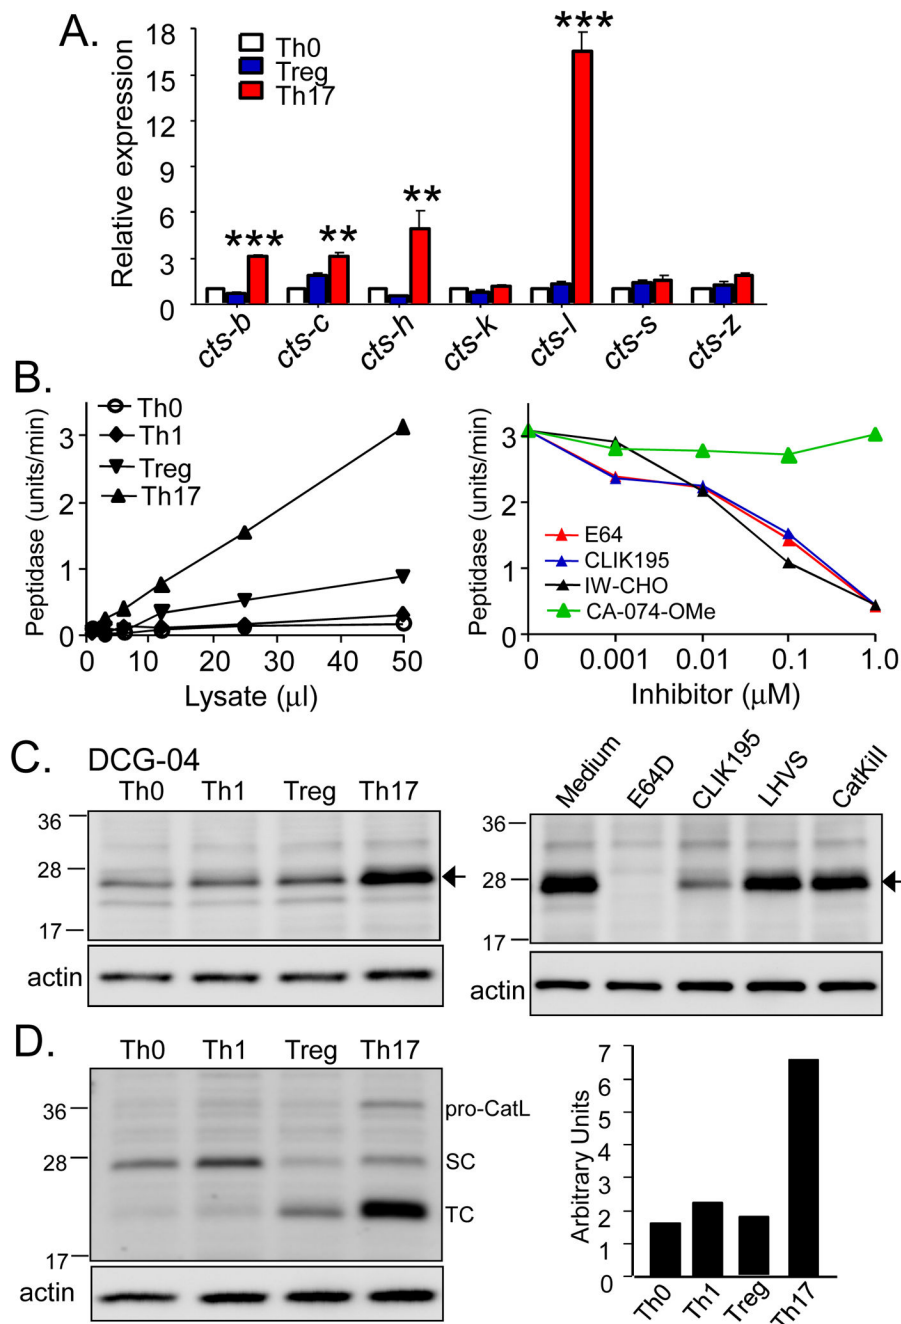 A.
Relative expression
18
15
12
9
6
3
0
Th0
Treg
Th17
*** ** ** ***
cts-b cts-c cts-h cts-k cts-l cts-s cts-z
B.
Peptidase (units/min)
3
2
1
0
Th0
Th1
Treg
Th17
0 10 20 30 40 50
Lysate (μl)
Peptidase (units/min)
3
2
1
0
E64
CLIK195
IW-CHO
CA-074-OMe
0 0.001 0.01 0.1 1.0
Inhibitor (μM)
C.
DCG-04
Th0 Th1 Treg Th17
36
28
17
actin
Medium E64D CLIK195 LHVS CatKill
36
28
17
actin
D.
Th0 Th1 Treg Th17
36
28
17
pro-CatL
SC
TC
actin
Arbitrary Units
7
6
5
4
3
2
1
0
Th0 Th1 Treg Th17